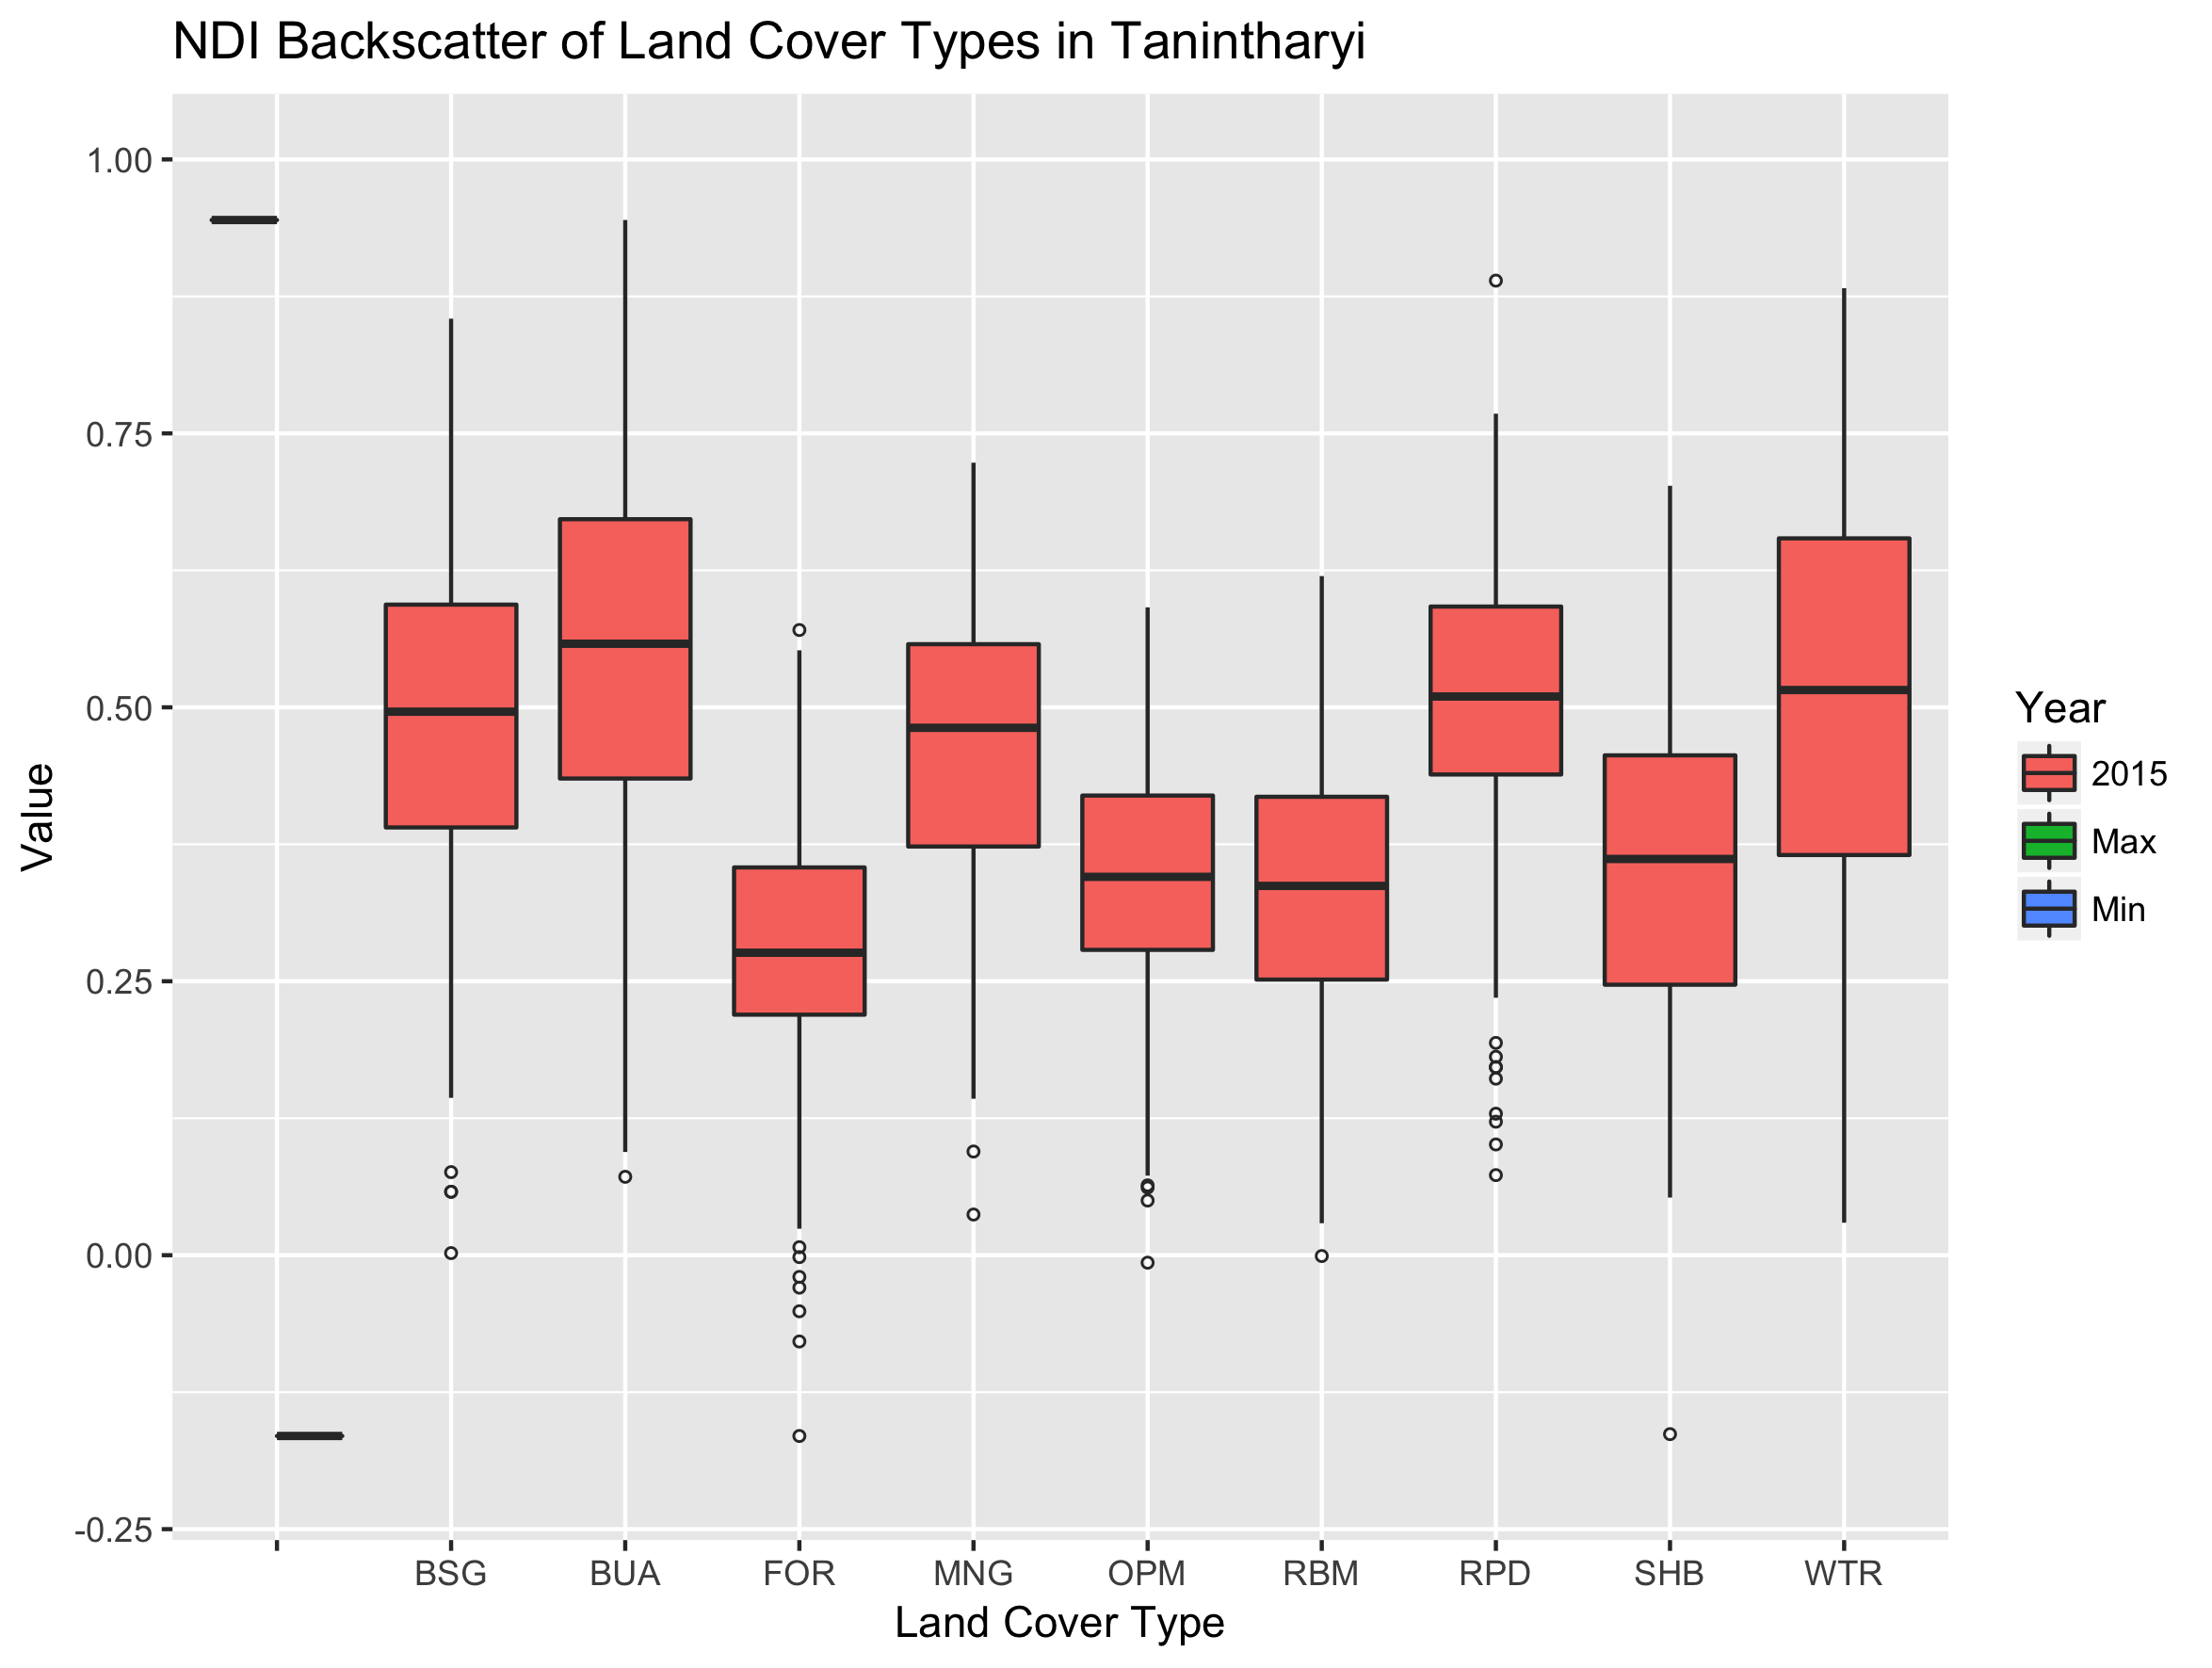 NDI Backscatter of Land Cover Types in Tanintharyi
1.00
0.75
0.50
0.25
0.00
-0.25
Value
BSG BUA FOR MNG OPM RBM RPD SHB WTR
Land Cover Type
Year
2015
Max
Min